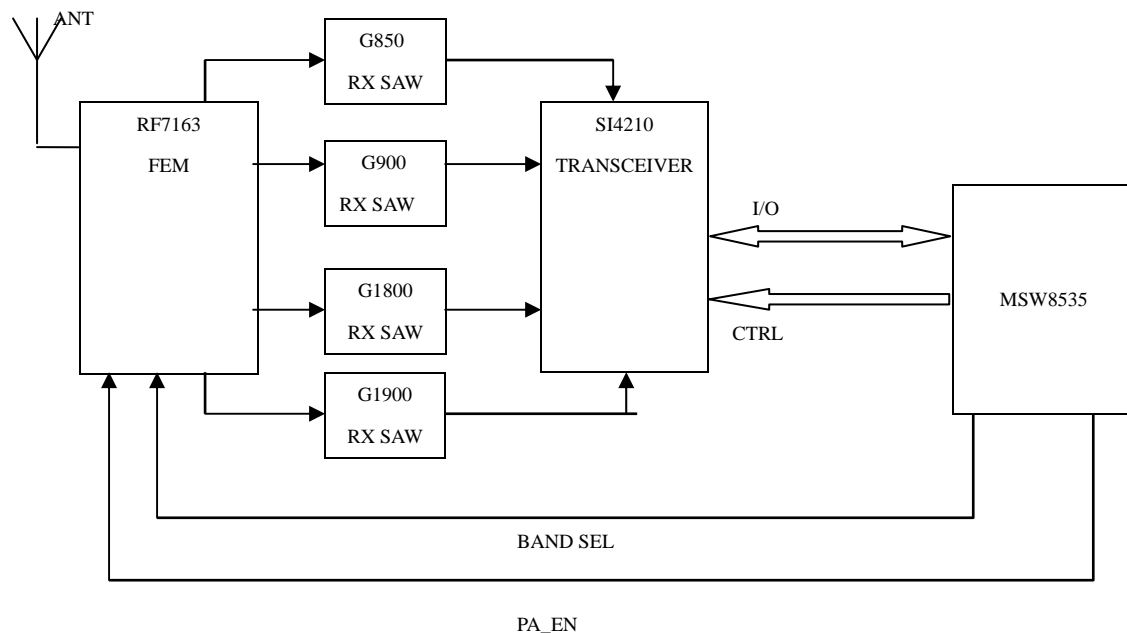 ANT
G850
RX SAW
RF7163
FEM
SI4210
TRANSCEIVER
G900
RX SAW
I/O
G1800
RX SAW
MSW8535
CTRL
G1900
RX SAW
BAND SEL
PA_EN